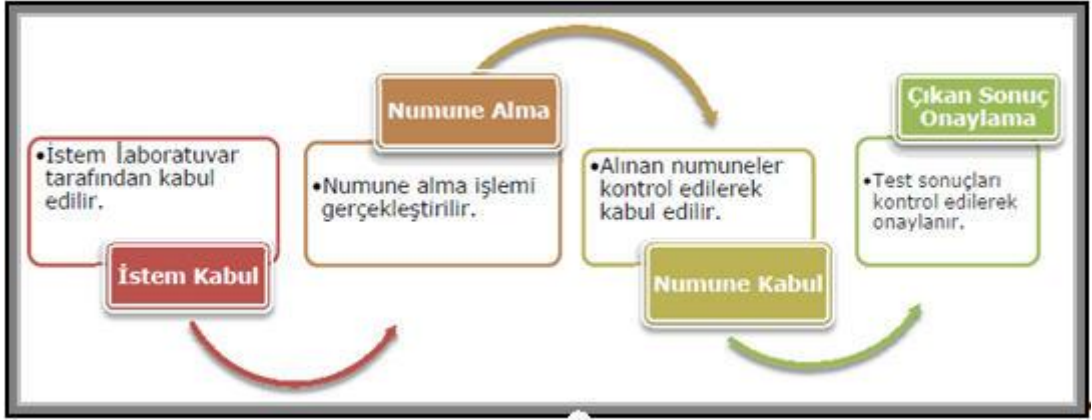 •İstem laboratuvar
tarafından kabul
edilir.
İstem Kabul
Numune Alma
•Numune alma işlemi
gerçekleştirilir.
•Alınan numuneler
kontrol edilerek
kabul edilir.
Numune Kabul
Çıkan Sonuç
Onaylama
•Test sonuçları
kontrol edilerek
onaylanır.